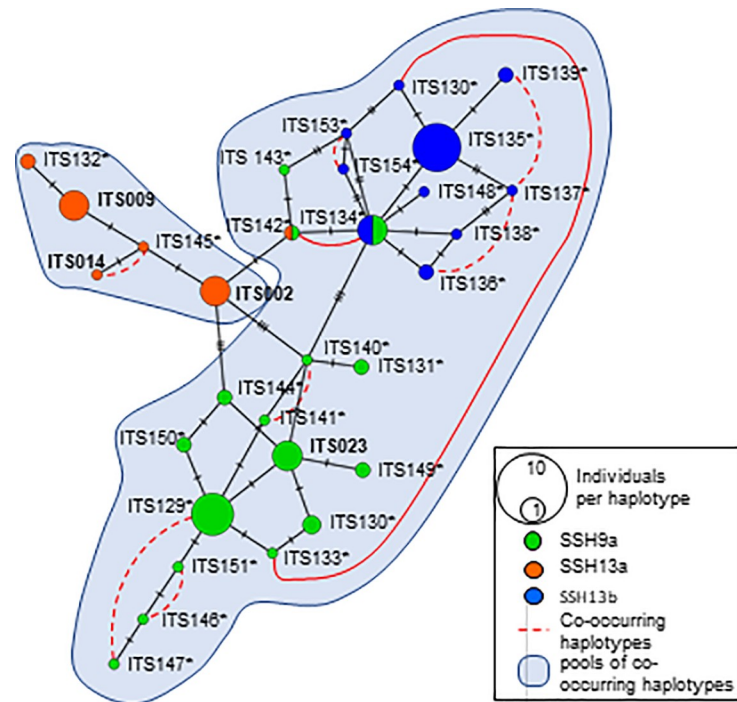 ITS139*
ITS130*
ITS153*
ITS135*
ITS132*
ITS 143*
ITS154*
ITS148*
ITS137*
ITS009
ITS142*
ITS134*
ITS145*
ITS138*
ITS014
ITS136*
ITS002
ITS140*
ITS131*
ITS144*
ITS141*
ITS150*
ITS023
ITS149*
ITS129*
ITS130*
ITS133*
ITS151*
ITS146*
ITS147*
10
1
Individuals
per haplotype
SSH9a
SSH13a
SSH13b
Co-occurring
haplotypes
pools of co-
occurring haplotypes